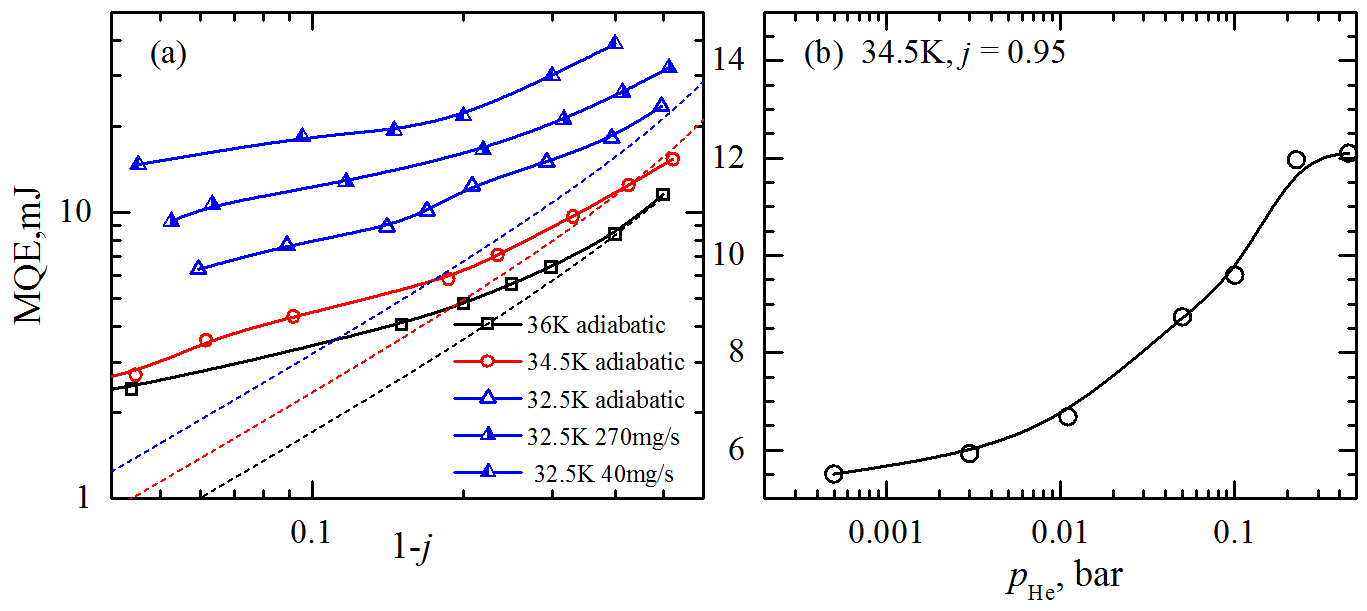 (a)
MQE,mJ
10
1
0.1
1-j
36K adiabatic
34.5K adiabatic
32.5K adiabatic
32.5K 270mg/s
32.5K 40mg/s
(b) 34.5K, j = 0.95
14
12
10
8
6
0.001
0.01
0.1
pHe, bar